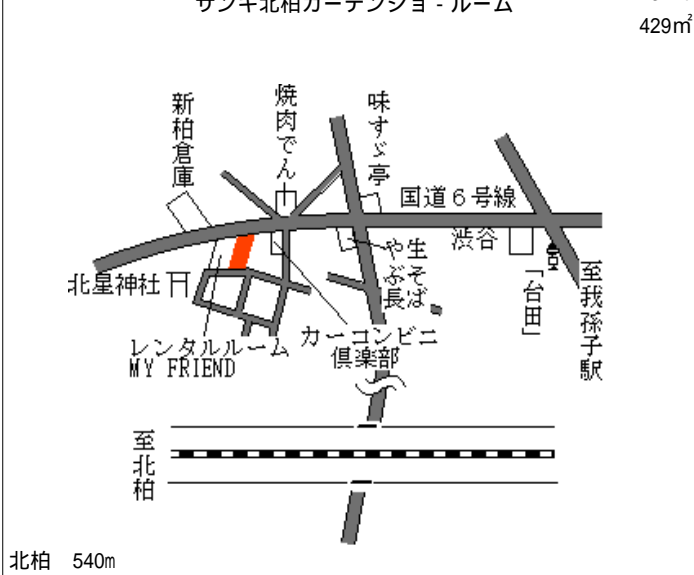 サンキ北柏ガーデンショ-ルーム
429㎡
新柏倉庫
焼肉でん
味すゞ亭
国道6号線
渋谷
生そば
やぶ長
「台田」
至我孫子駅
北星神社
レンタルルーム
MY FRIEND
カーコンビニ
倶楽部
至北柏
北柏 540m